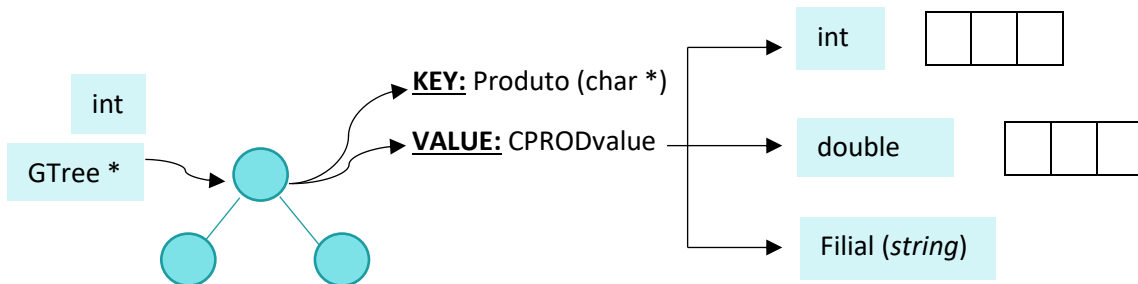 int
GTree *
KEY: Produto (char *)
VALUE: CPRODvalue
int
double
Filial (string)